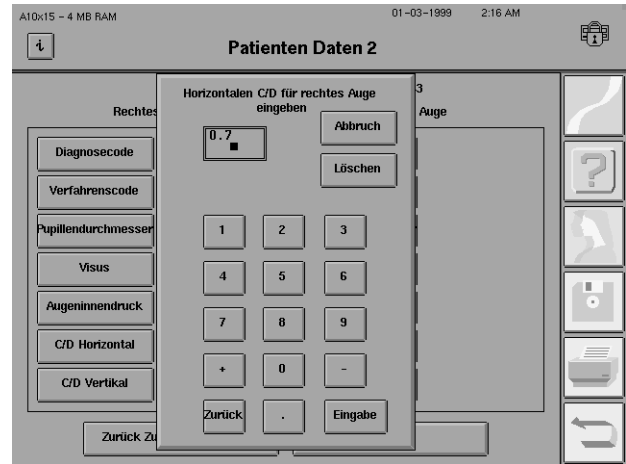 A10x15 – 4 MB RAM
01–03–1999 2:16 AM
i
Patienten Daten 2
3
Rechtes
Auge
Horizontalen C/D für rechtes Auge
eingeben
0.7
Abbruch
Löschen
Diagnosecode
Verfahrenscode
Pupillendurchmesser
Visus
Augeninnendruck
C/D Horizontal
C/D Vertikal
1 2 3
4 5 6
7 8 9
+ 0 -
Zurück . Eingabe
Zurück Zu
?